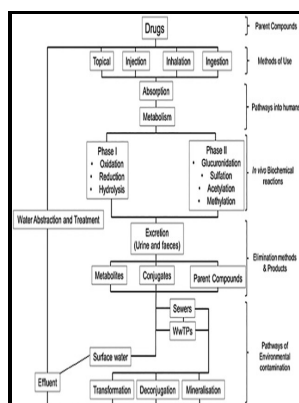 Drugs
Parent Compounds
Topical
Injection
Inhalation
Ingestion
Methods of Use
Absorption
Metabolism
Pathways into humans
Phase I
• Oxidation
• Reduction
• Hydrolysis
Phase II
• Glucuronidation
• Sulfation
• Acetylation
• Methylation
In vivo Biochemical
reactions
Water Abstraction and Treatment
Excretion
(Urine and faeces)
Metabolites
Conjugates
Parent Compounds
Elimination methods
& Products
Sewers
WwTPs
Surface water
Effluent
Pathways of
Environmental
contamination
Transformation
Deconjugation
Mineralisation